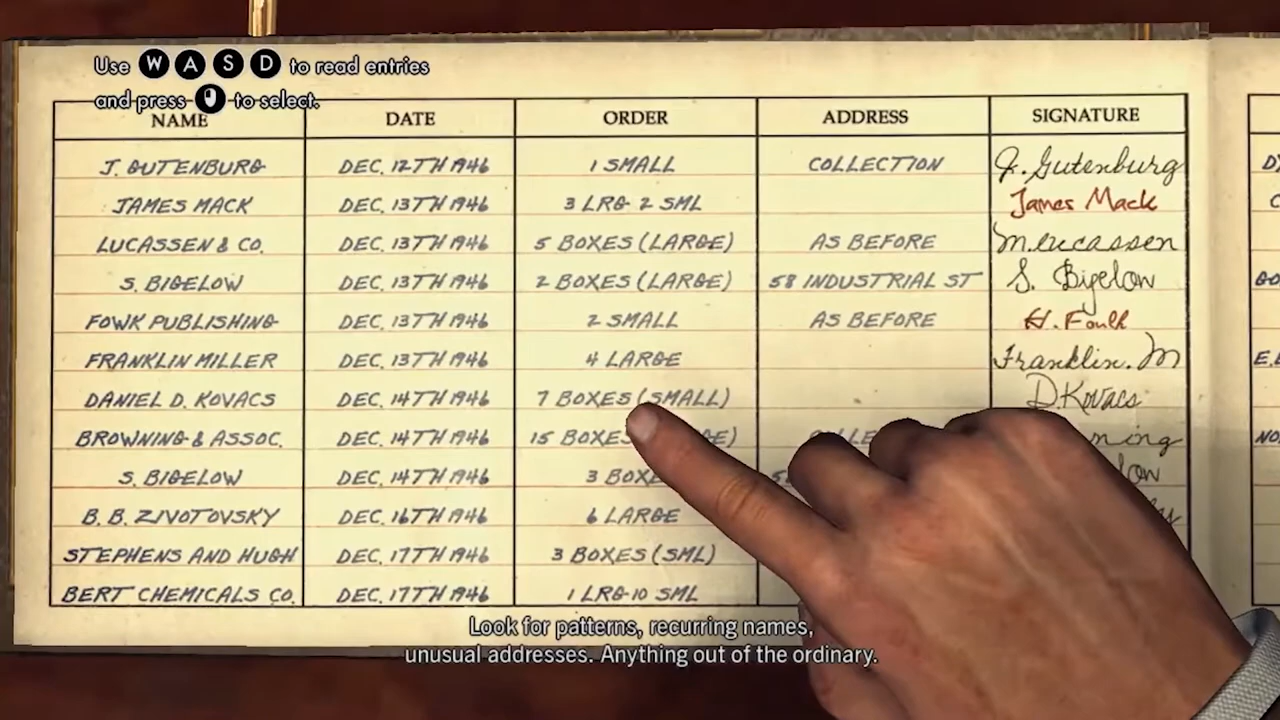 Use W A S D to read entries
and press to select.
NAME DATE ORDER ADDRESS SIGNATURE
J. GUTENBURG DEC. 12TH 1946 1 SMALL COLLECTION J. Gutenburg
JAMES MACK DEC. 13TH 1946 3 LRG 2 SML James Mack
LUCASSEN & CO. DEC. 13TH 1946 5 BOXES (LARGE) AS BEFORE
S. BIGELOW DEC. 13TH 1946 2 BOXES (LARGE) 58 INDUSTRIAL ST S. Bigelow
FOWK PUBLISHING DEC. 13TH 1946 2 SMALL AS BEFORE
FRANKLIN MILLER DEC. 13TH 1946 4 LARGE Franklin. M
DANIEL D. KOVACS DEC. 14TH 1946 7 BOXES (SMALL) D. Kovacs
BROWNING & ASSOC. DEC. 14TH 1946 15
S. BIGELOW DEC. 14TH 1946 3
B. B. ZIVOTOVSKY DEC. 16TH 1946 6 LARGE
STEPHENS AND HUGH DEC. 17TH 1946 3 BOXES (SML)
BERT CHEMICALS CO. DEC. 17TH 1946 1 LRG-10 SML
Look for patterns, recurring names,
unusual addresses. Anything out of the ordinary.